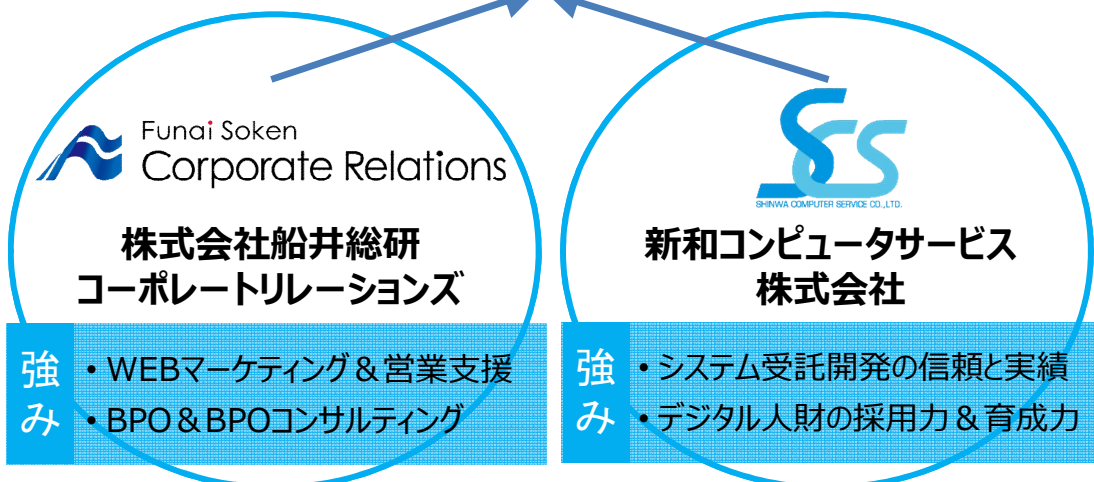 Funai Soken
Corporate Relations
株式会社船井総研
コーポレートリレーションズ
強み
・WEBマーケティング&営業支援
・BPO&BPOコンサルティング
SCS
SHINWA COMPUTER SERVICE CO.,LTD.
新和コンピュータサービス
株式会社
強み
・システム受託開発の信頼と実績
・デジタル人財の採用力&育成力